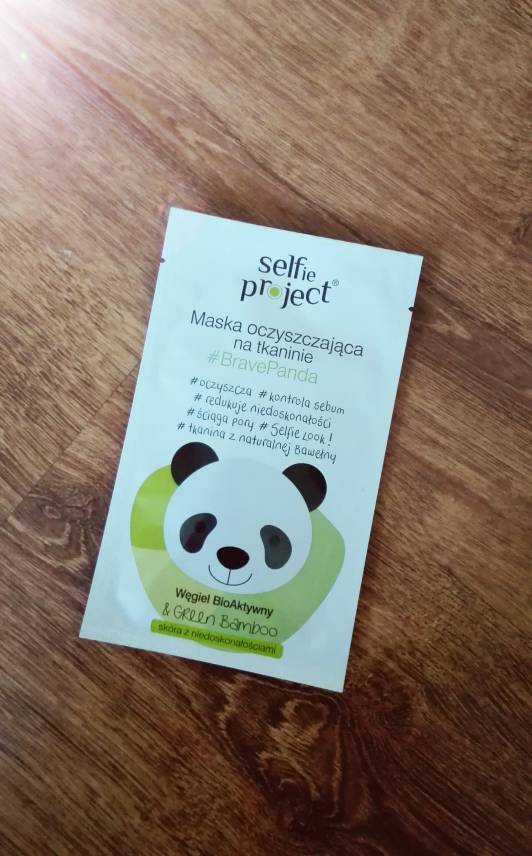 selfie
project®
Maska oczyszczająca
na tkaninie
#BravePanda
#oczyszcza #kontrola sebum
# redukuje niedoskonałości
# ściąga pory # Selfie Look !
# tkanina z naturalnej Bawełny
Węgiel BioAktywny
& GReen Bamboo
skóra z niedoskonałościami